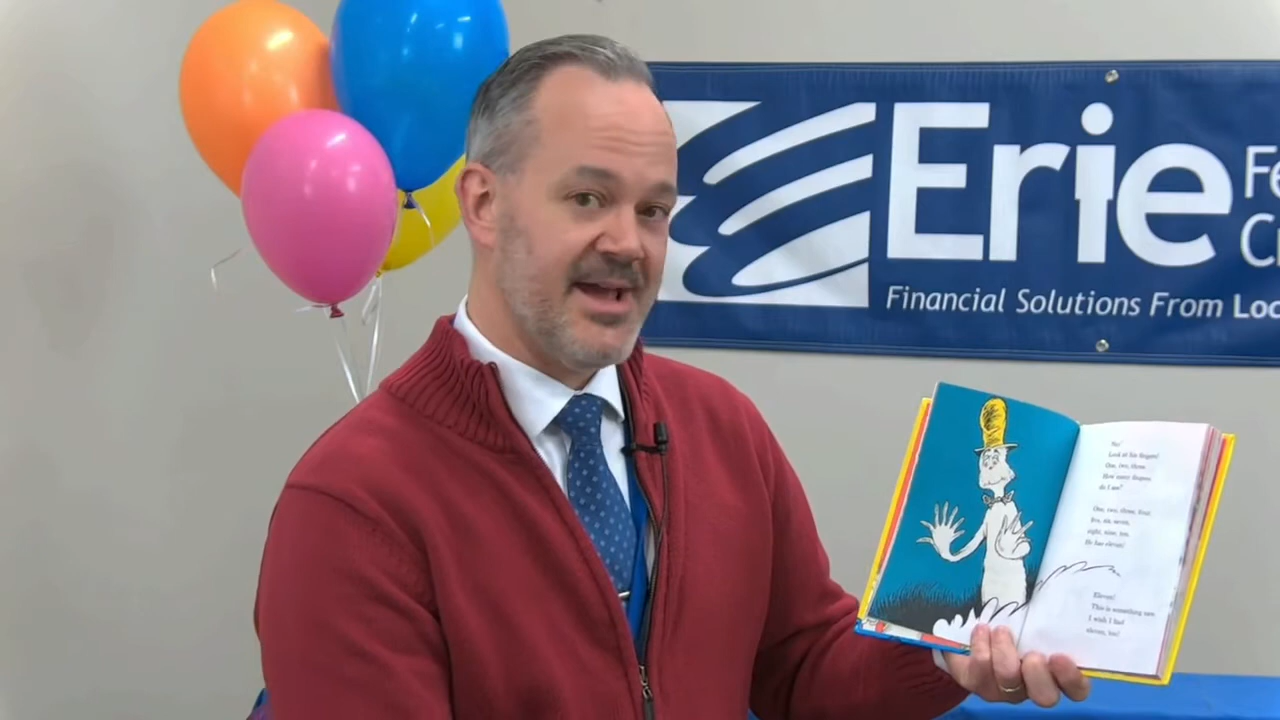 Erie
Fe
C
Financial Solutions From Loc
No!
Look at his fingers!
One, two, three.
How many fingers
do I see?
One, two, three, four,
five, six, seven,
eight, nine, ten.
He has eleven!
Eleven!
This is something new.
I wish I had
eleven, too!